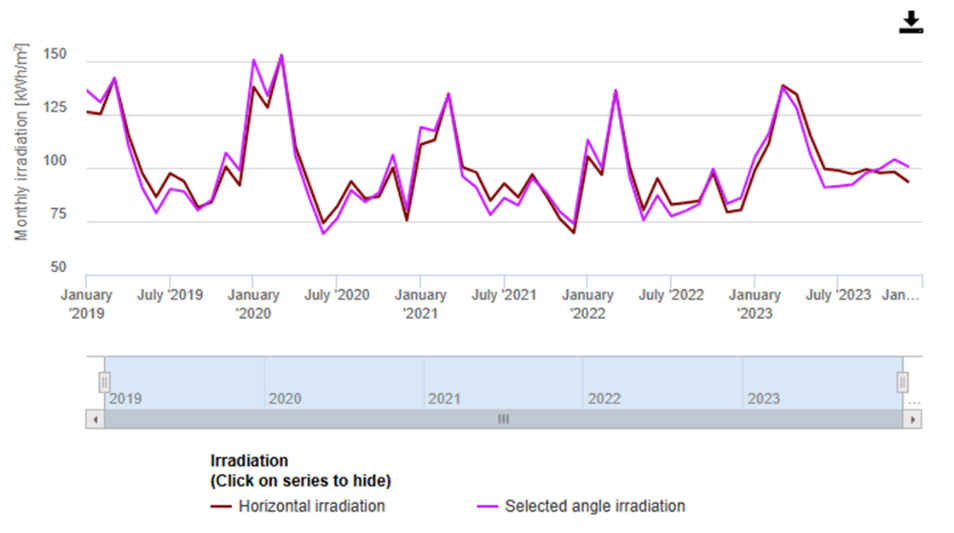 Monthly irradiation [kWh/m²]
150
125
100
75
50
January '2019
July '2019
January '2020
July '2020
January '2021
July '2021
January '2022
July '2022
January '2023
July '2023
Jan...
2019
2020
2021
2022
2023
...
Irradiation
(Click on series to hide)
Horizontal irradiation
Selected angle irradiation